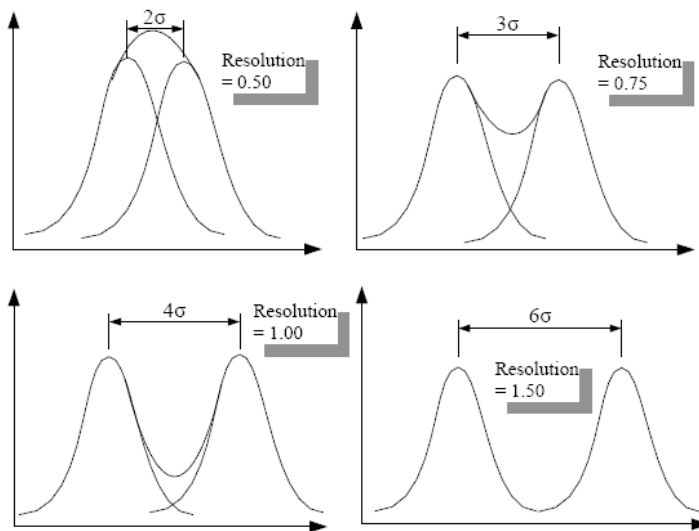 2σ
Resolution
= 0.50
3σ
Resolution
= 0.75
4σ
Resolution
= 1.00
6σ
Resolution
= 1.50